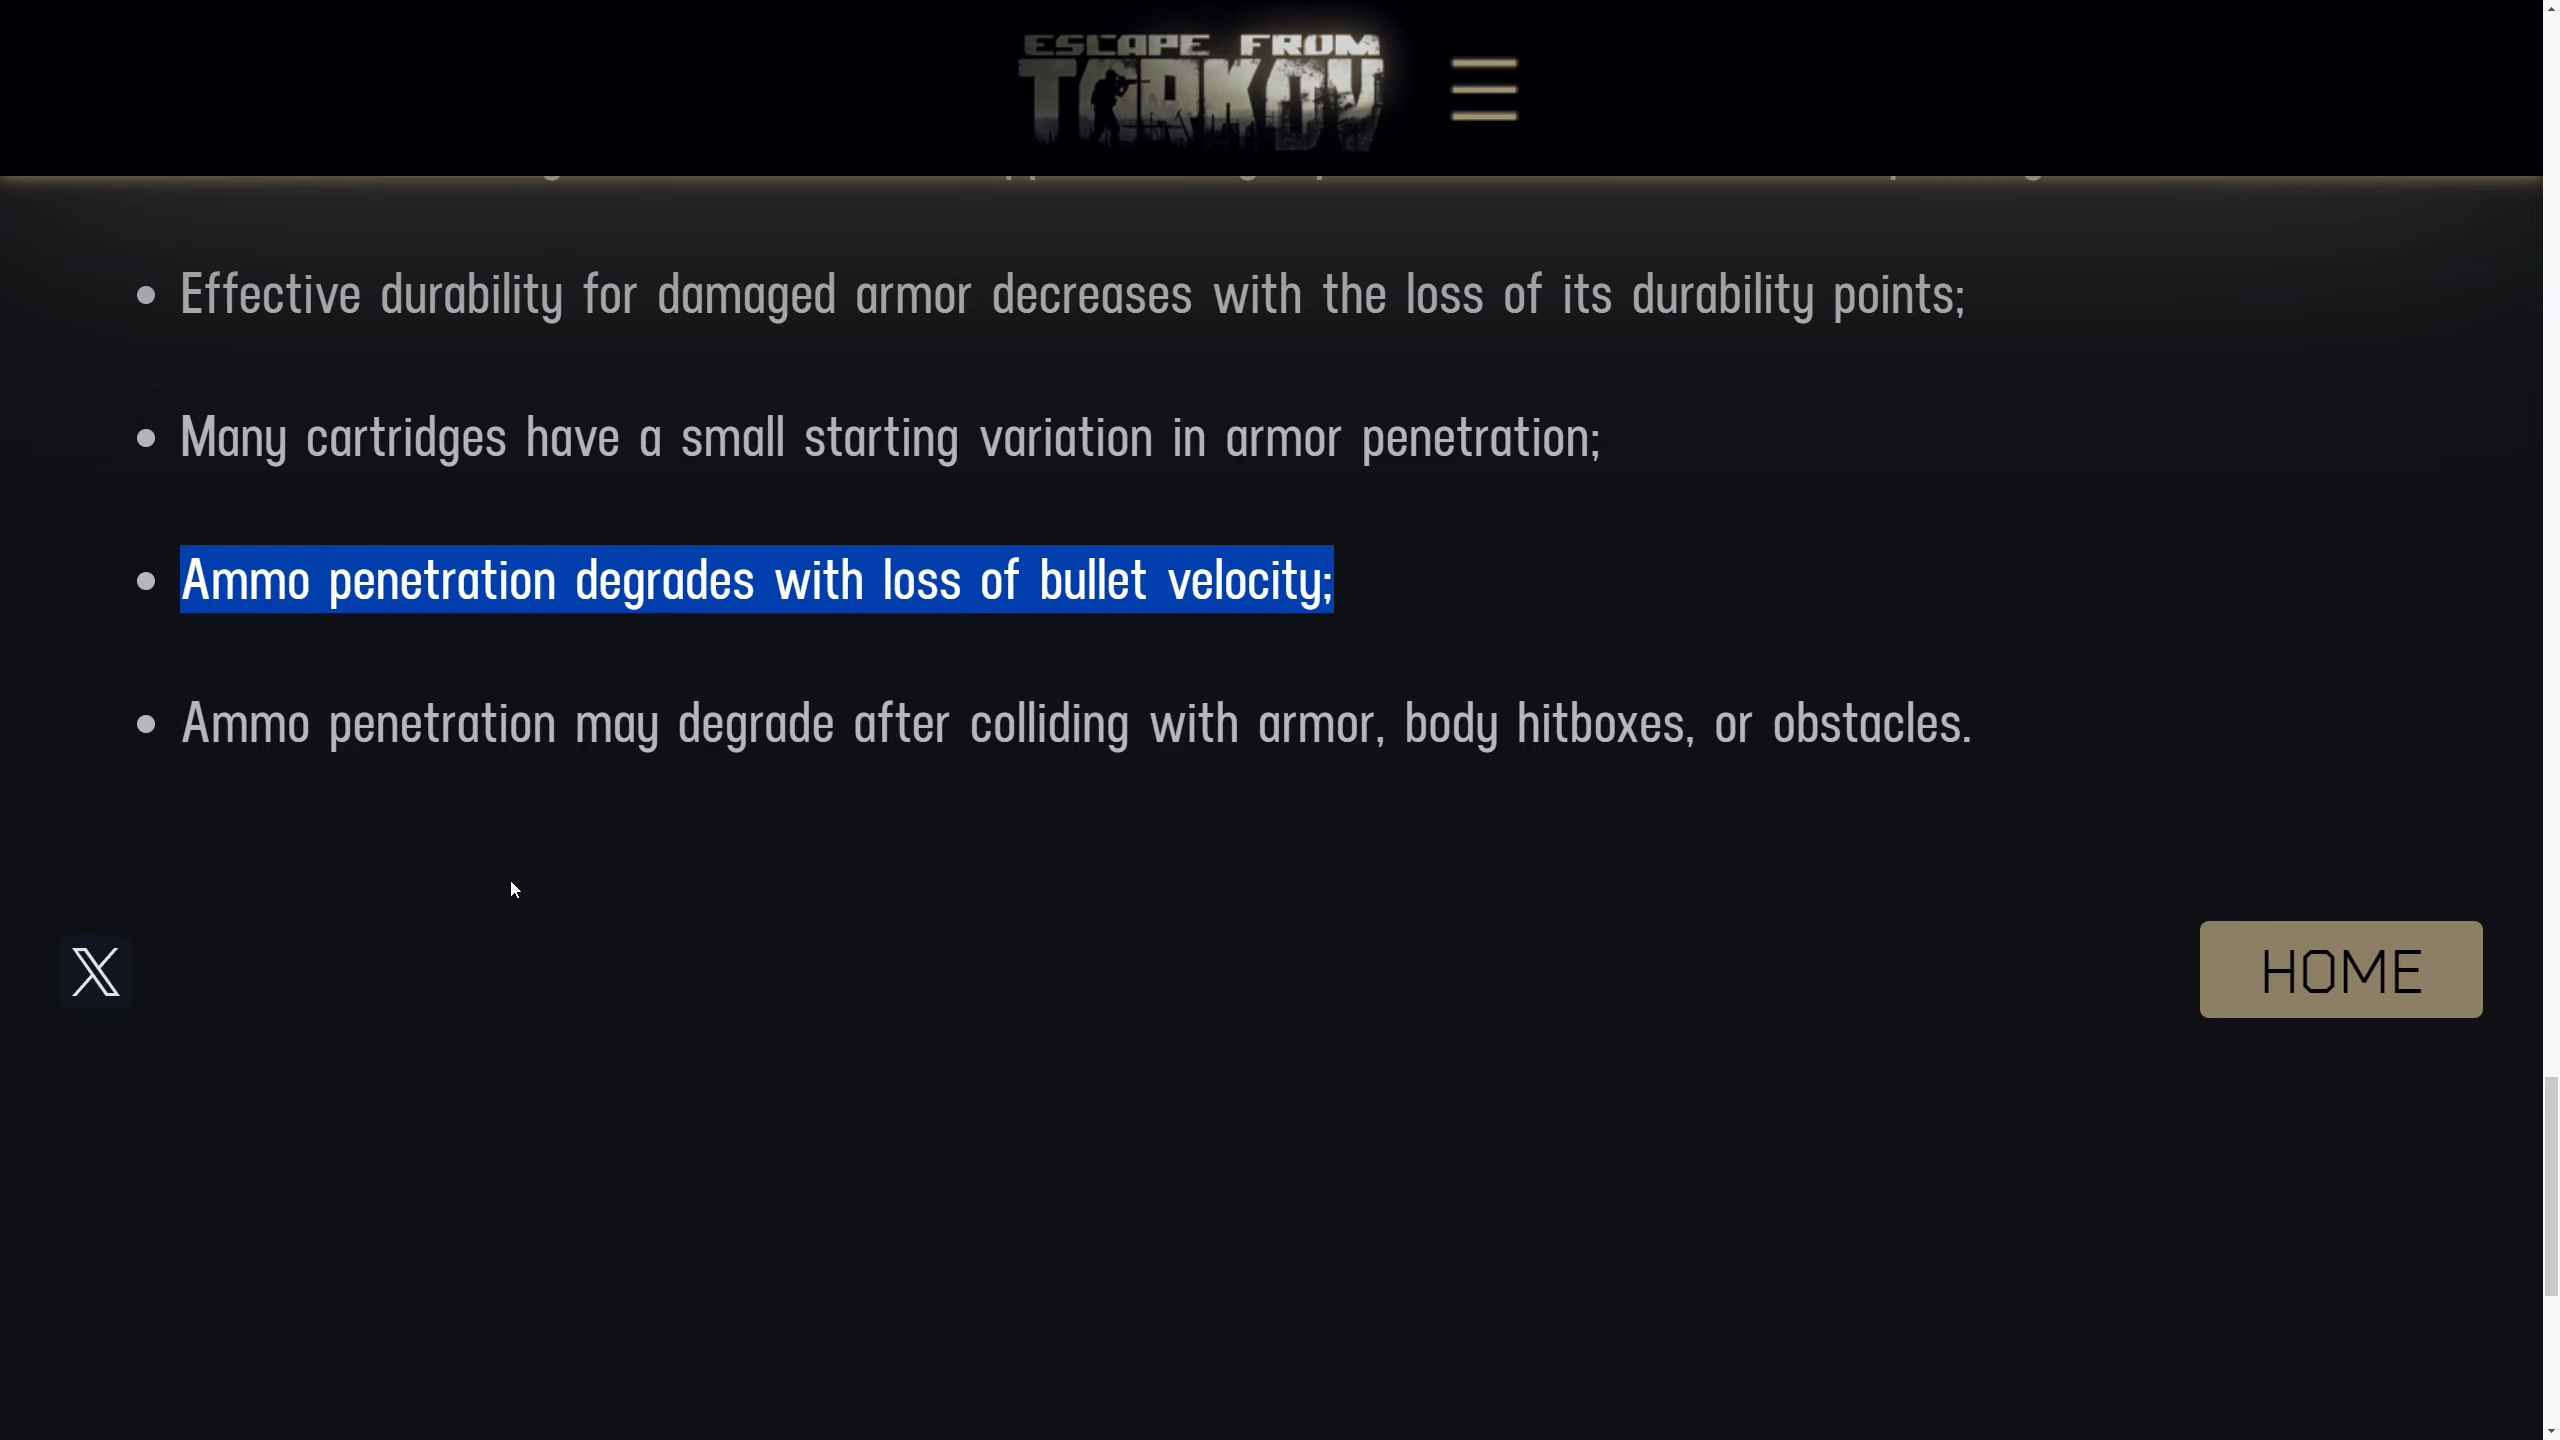 ESCAPE FROM
TARKOV
Effective durability for damaged armor decreases with the loss of its durability points;
Many cartridges have a small starting variation in armor penetration;
Ammo penetration degrades with loss of bullet velocity;
Ammo penetration may degrade after colliding with armor, body hitboxes, or obstacles.
HOME